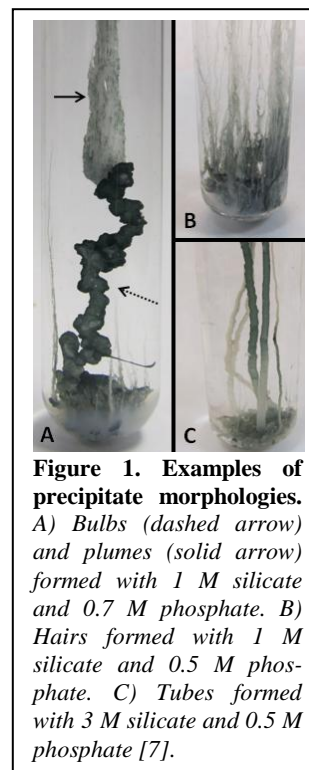 A
B
C
Figure 1. Examples of
precipitate morphologies.
A) Bulbs (dashed arrow)
and plumes (solid arrow)
formed with 1 M silicate
and 0.7 M phosphate. B)
Hairs formed with 1 M
silicate and 0.5 M phos-
phate. C) Tubes formed
with 3 M silicate and 0.5 M
phosphate [7].